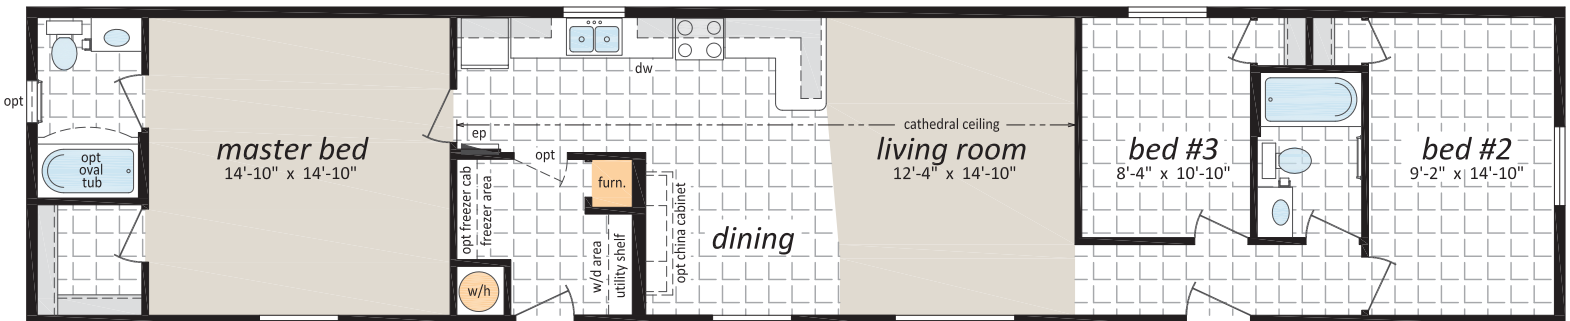 opt
opt
oval
tub
master bed
14'-10" x 14'-10"
ep
opt
opt freezer cab
freezer area
w/h
furn.
w/d area
utility shelf
opt china cabinet
dw
dining
cathedral ceiling
living room
12'-4" x 14'-10"
bed #3
8'-4" x 10'-10"
bed #2
9'-2" x 14'-10"